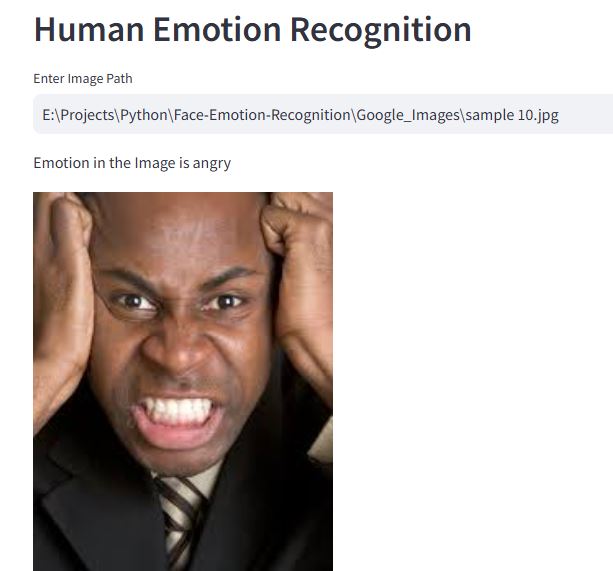 Human Emotion Recognition
Enter Image Path
E:\Projects\Python\Face-Emotion-Recognition\Google_Images\sample 10.jpg
Emotion in the Image is angry